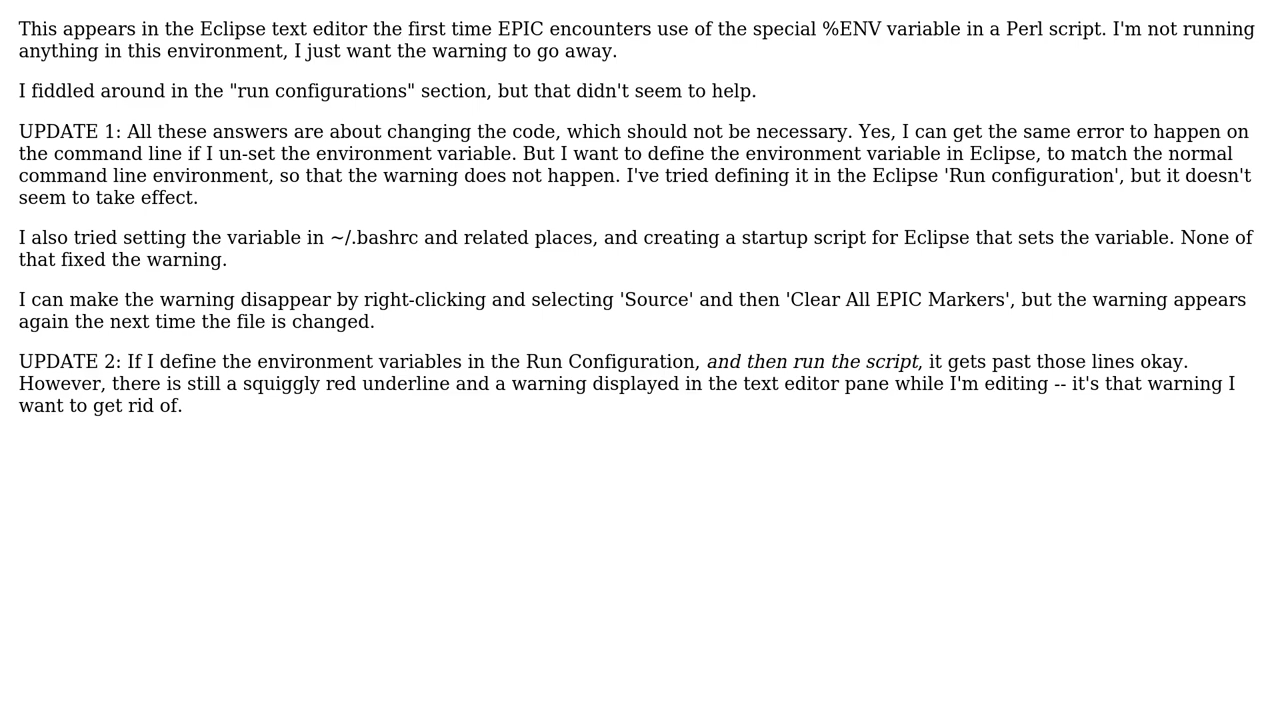 This appears in the Eclipse text editor the first time EPIC encounters use of the special %ENV variable in a Perl script. I'm not running
anything in this environment, I just want the warning to go away.
I fiddled around in the "run configurations" section, but that didn't seem to help.
UPDATE 1: All these answers are about changing the code, which should not be necessary. Yes, I can get the same error to happen on
the command line if I un-set the environment variable. But I want to define the environment variable in Eclipse, to match the normal
command line environment, so that the warning does not happen. I've tried defining it in the Eclipse 'Run configuration', but it doesn't
seem to take effect.
I also tried setting the variable in ~/.bashrc and related places, and creating a startup script for Eclipse that sets the variable. None of
that fixed the warning.
I can make the warning disappear by right-clicking and selecting 'Source' and then 'Clear All EPIC Markers', but the warning appears
again the next time the file is changed.
UPDATE 2: If I define the environment variables in the Run Configuration, and then run the script, it gets past those lines okay.
However, there is still a squiggly red underline and a warning displayed in the text editor pane while I'm editing -- it's that warning I
want to get rid of.